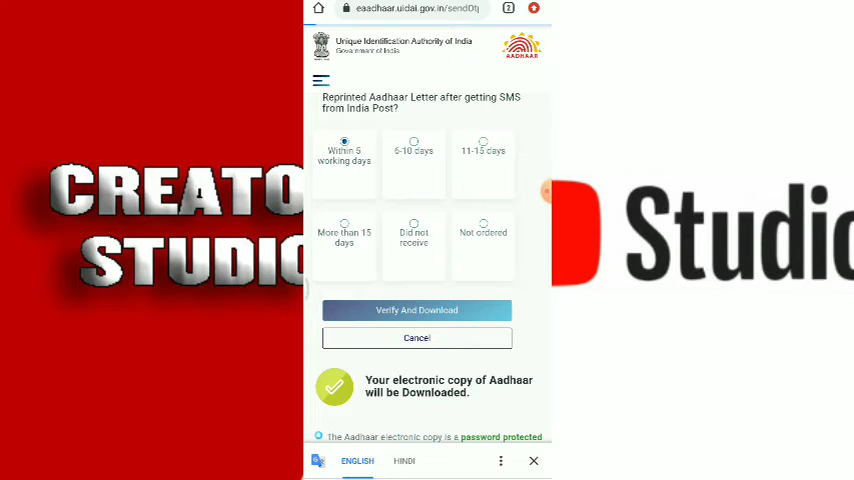 eaadhaar.uidai.gov.in/sendOt
2
Unique Identification Authority of India
Government of India
AADHAAR
Reprinted Aadhaar Letter after getting SMS
from India Post?
Within 5
working days
6-10 days
11-15 days
More than 15
days
Did not
receive
Not ordered
Verify And Download
Cancel
Your electronic copy of Aadhaar
will be Downloaded.
The Aadhaar electronic copy is a password protected
ENGLISH
HINDI
CREATO
STUDIO
Studio